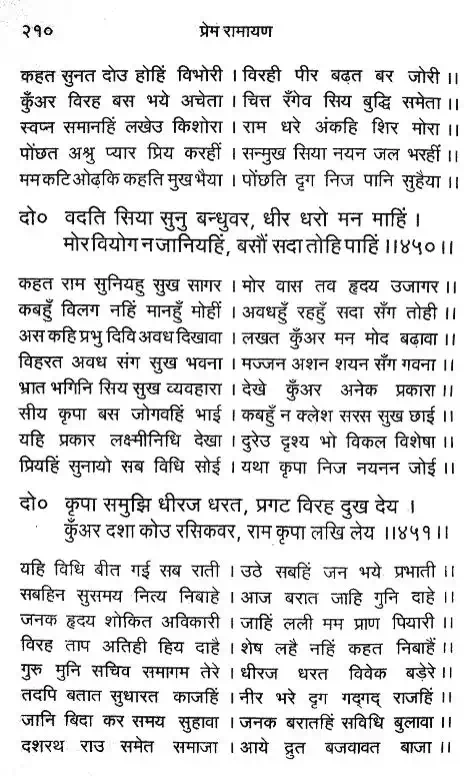 २१०
प्रेम रामायण
कहत सुनत दोउ होहिं विभोरी । विरही पीर बढ़त बर जोरी ।।
कुँअर विरह बस भये अचेता । चित्त रँगेव सिय बुद्धि समेता ।।
स्वप्न समानहिं लखेउ किशोरा । राम धरे अंकहि शिर मोरा ।।
पोंछत अश्रु प्यार प्रिय करहीं । सन्मुख सिया नयन जल भरहीं ।।
मम कटि ओढ़कि कहति मुख भैया । पोंछति दृग निज पानि सुहैया ।।
दो० वदति सिया सुनु बन्धुवर, धीर धरो मन माहिं ।
मोर वियोग न जानियहिं, बसौं सदा तोहि पाहिं ।।४५०।।
कहत राम सुनियहु सुख सागर । मोर वास तव हृदय उजागर ।।
कबहुँ विलग नहिं मानहुँ मोहीं । अवधहुँ रहहुँ सदा सँग तोही ।।
अस कहि प्रभु दिवि अवध दिखावा । लखत कुँअर मन मोद बढ़ावा ।।
विहरत अवध संग सुख भवना । मज्जन अशन शयन सँग गवना ।।
भ्रात भगिनि सिय सुख व्यवहारा । देखे कुँअर अनेक प्रकारा ।।
सीय कृपा बस जोगवहिं भाई । कबहुँ न क्लेश सरस सुख छाई ।।
यहि प्रकार लक्ष्मीनिधि देखा । दुरेउ दृश्य भो विकल विशेषा ।।
प्रियहिं सुनायो सब विधि सोई । यथा कृपा निज नयनन जोई ।।
दो० कृपा समुझि धीरज धरत, प्रगट विरह दुख देय ।
कुँअर दशा कोउ रसिकवर, राम कृपा लखि लेय ।।४५१।।
यहि विधि बीत गई सब राती । उठे सबहिं जन भये प्रभाती ।।
सबहिन सुसमय नित्य निबाहे । आज बरात जाहि गुनि दाहे ।।
जनक हृदय शोकित अविकारी । जाहिं लली मम प्राण पियारी ।।
विरह ताप अतिही हिय दाहै । शेष लहै नहिं कहत निबाहैं ।।
गुरु मुनि सचिव समागम तेरे । धीरज धरत विवेक बड़ेरे ।।
तदपि बतात सुधारत काजहिं । नीर भरे दृग गद्‌गद् राजहिं ।।
जानि बिदा कर समय सुहावा । जनक बरातहिं सविधि बुलावा ।।
दशरथ राउ समेत समाजा । आये द्रुत बजवावत बाजा ।।